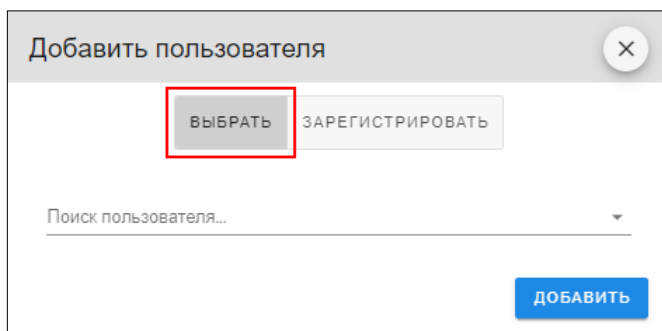 Добавить пользователя
ВЫБРАТЬ ЗАРЕГИСТРИРОВАТЬ
Поиск пользователя...
ДОБАВИТЬ